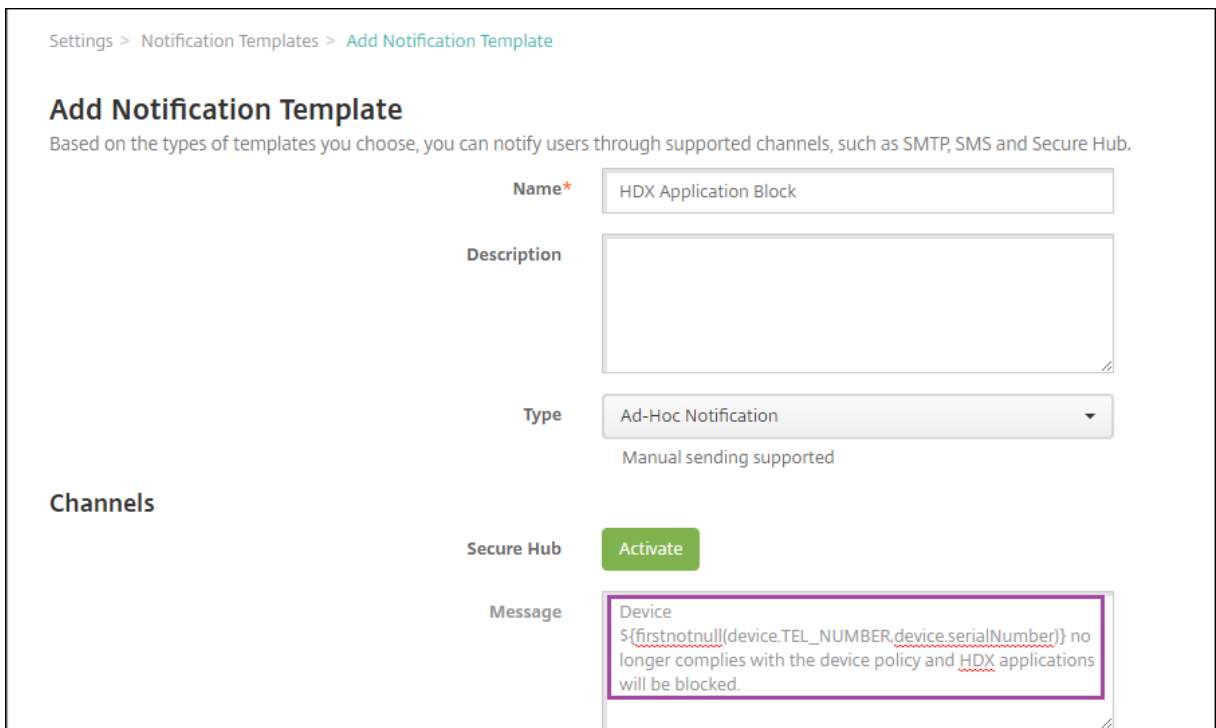 Settings > Notification Templates > Add Notification Template
Add Notification Template
Based on the types of templates you choose, you can notify users through supported channels, such as SMTP, SMS and Secure Hub.
Name*
HDX Application Block
Description
Type
Ad-Hoc Notification
Manual sending supported
Channels
Secure Hub
Activate
Message
Device
${firstnotnull(device.TEL_NUMBER,device.serialNumber)} no
longer complies with the device policy and HDX applications
will be blocked.